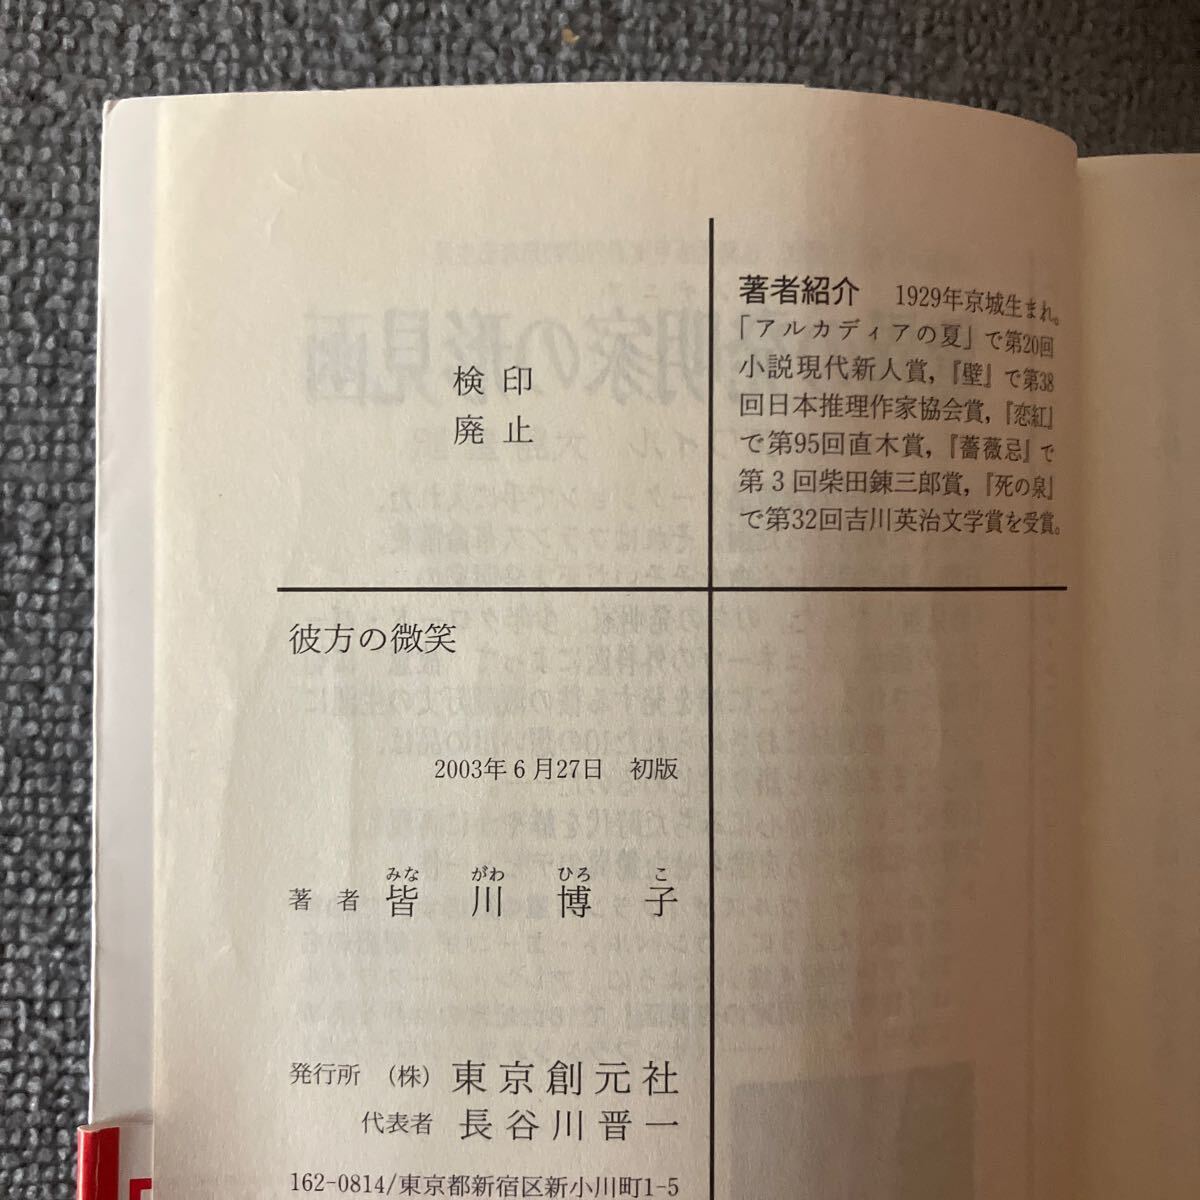 検印
廃止
著者紹介 1929年京城生まれ。
「アルカディアの夏」で第20回
小説現代新人賞,『壁』で第38
回日本推理作家協会賞,『恋紅』
で第95回直木賞,『薔薇忌』で
第3回柴田錬三郎賞,『死の泉』
で第32回吉川英治文学賞を受賞。
彼方の微笑
2003年6月27日 初版
みな がわ ひろ こ
著者 皆川博子
発行所 (株) 東京創元社
代表者 長谷川晋一
162-0814/東京都新宿区新小川町1-5